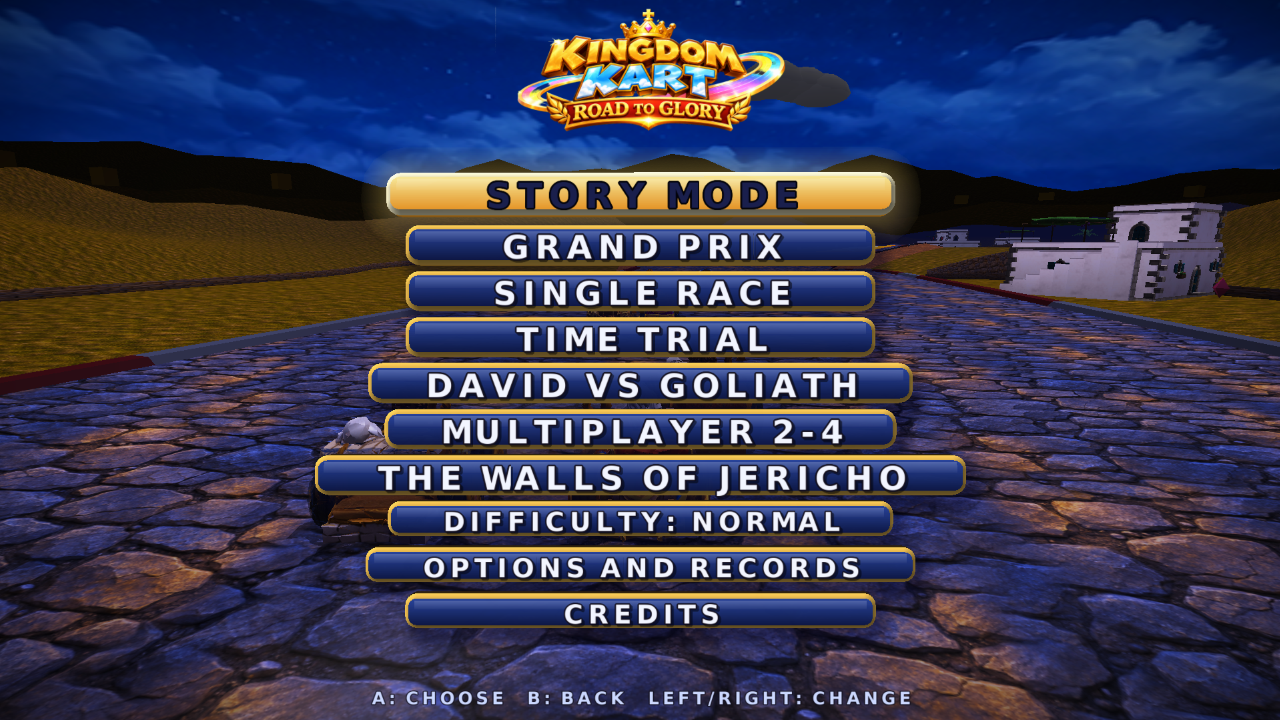 KINGDOM
KART
ROAD TO GLORY
STORY MODE
GRAND PRIX
SINGLE RACE
TIME TRIAL
DAVID VS GOLIATH
MULTIPLAYER 2-4
THE WALLS OF JERICHO
DIFFICULTY: NORMAL
OPTIONS AND RECORDS
CREDITS
A: CHOOSE B: BACK LEFT/RIGHT: CHANGE